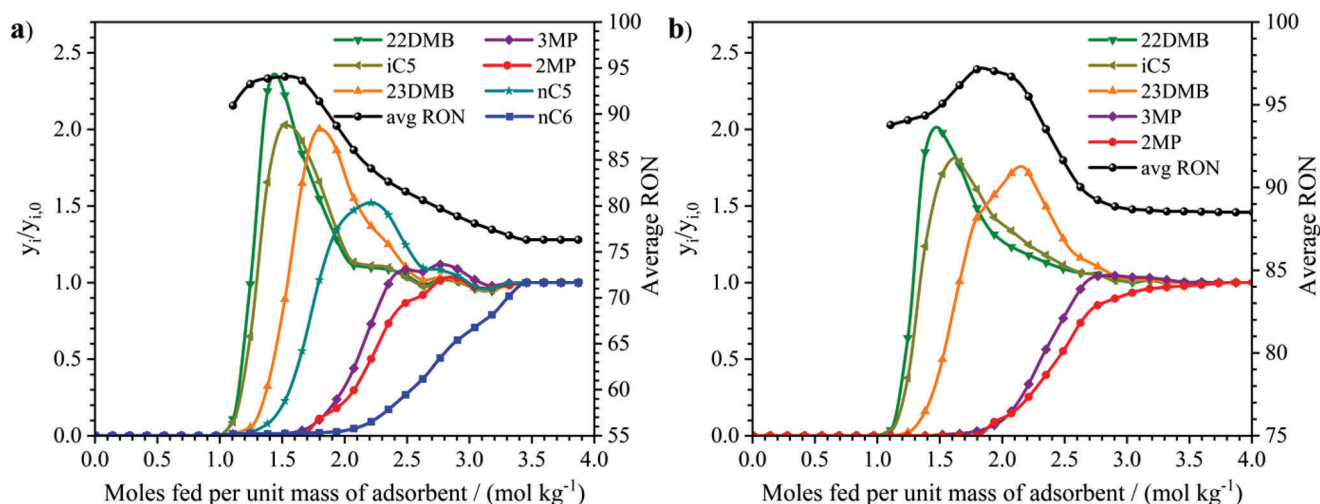 a)
2.5
2.0
1.5
1.0
0.5
0.0
y_i/y_{i,0}
22DMB
3MP
iC5
2MP
23DMB
nC5
avg RON
nC6
100
95
90
85
80
75
70
65
60
55
Average RON
0.0 0.5 1.0 1.5 2.0 2.5 3.0 3.5 4.0
Moles fed per unit mass of adsorbent / (mol kg⁻¹)
b)
2.5
2.0
1.5
1.0
0.5
0.0
y_i/y_{i,0}
22DMB
iC5
23DMB
3MP
2MP
avg RON
100
95
90
85
80
75
Average RON
0.0 0.5 1.0 1.5 2.0 2.5 3.0 3.5 4.0
Moles fed per unit mass of adsorbent / (mol kg⁻¹)